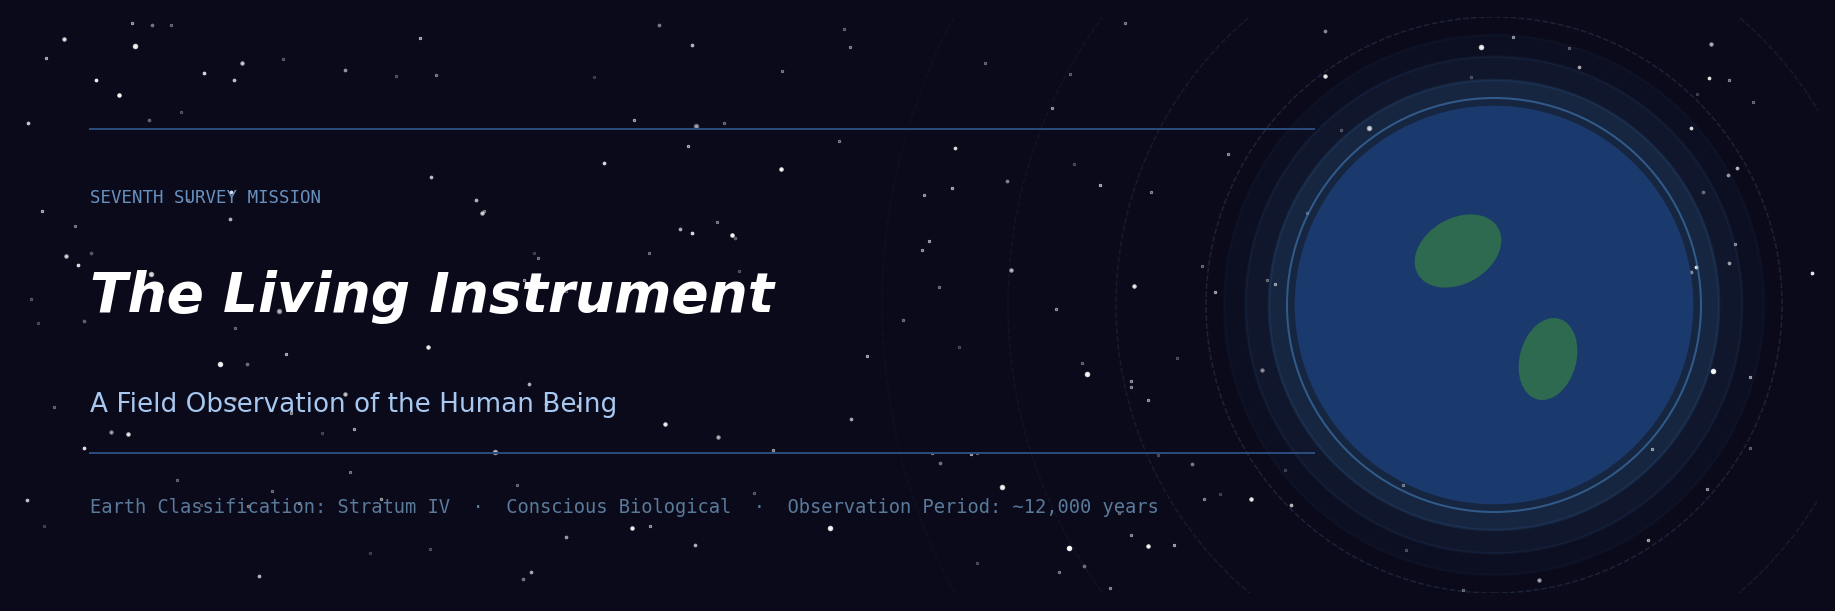 SEVENTH SURVEY MISSION
The Living Instrument
A Field Observation of the Human Being
Earth Classification: Stratum IV · Conscious Biological · Observation Period: ~12,000 years